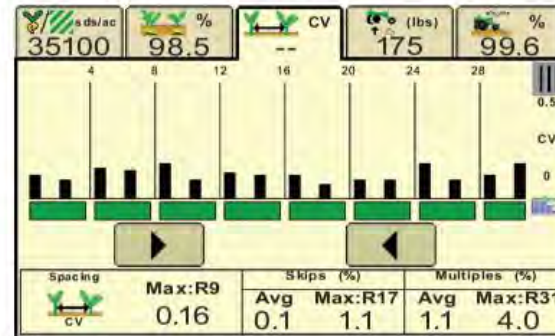 % / sds/ac % CV (lbs) %
35100 98.5 -- 175 99.6
4 8 12 16 20 24 28
0.5
CV
0
Spacing Skips (%) Multiples (%)
Max:R9 Avg Max:R17 Avg Max:R31
CV 0.16 0.1 1.1 1.1 4.0